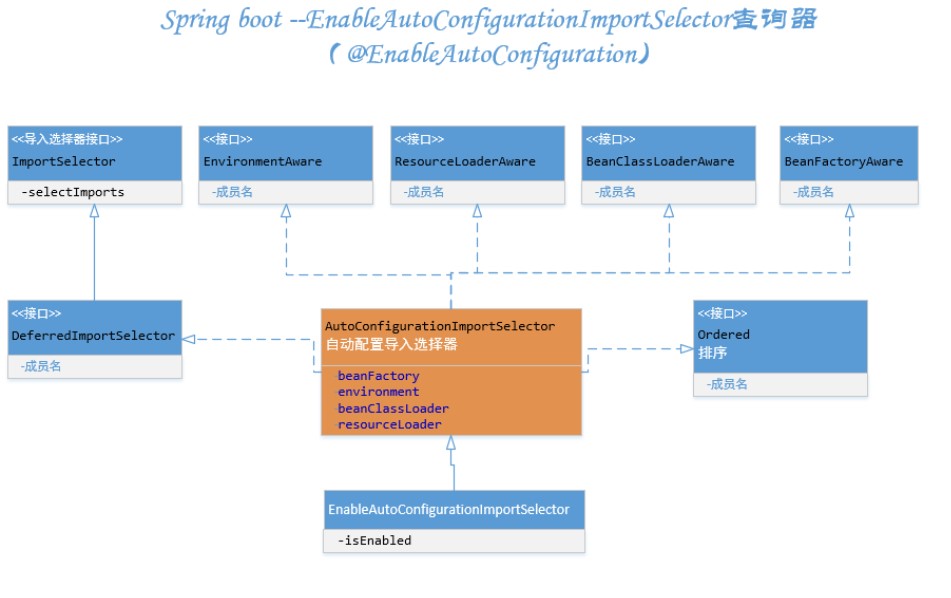 Spring boot --EnableAutoConfigurationImportSelector查询器
( @EnableAutoConfiguration)
<<导入选择器接口>>
ImportSelector
-selectImports
<<接口>>
EnvironmentAware
-成员名
<<接口>>
ResourceLoaderAware
-成员名
<<接口>>
BeanClassLoaderAware
-成员名
<<接口>>
BeanFactoryAware
-成员名
<<接口>>
DeferredImportSelector
-成员名
AutoConfigurationImportSelector
自动配置导入选择器
-beanFactory
-environment
-beanClassLoader
-resourceLoader
<<接口>>
Ordered
排序
-成员名
EnableAutoConfigurationImportSelector
-isEnabled